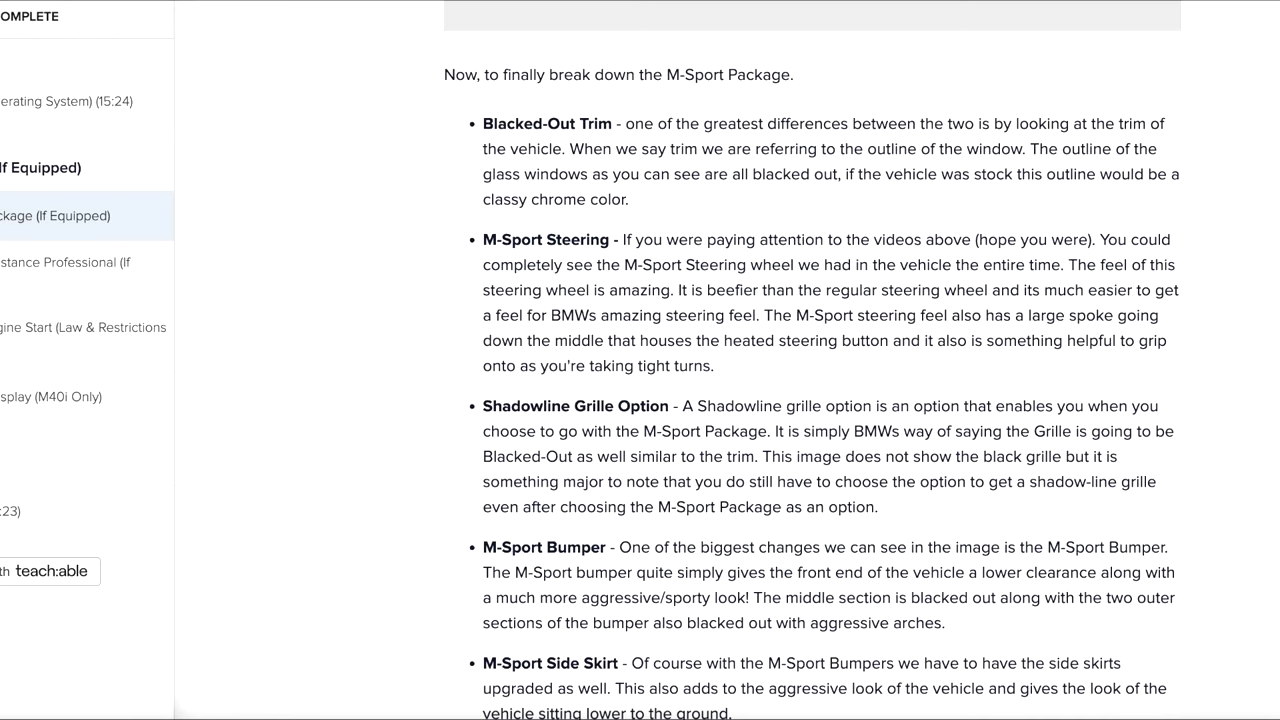 OMPLETE
erating System) (15:24)
If Equipped)
ckage (If Equipped)
stance Professional (If
gine Start (Law & Restrictions
splay (M40i Only)
:23)
th teach:able
Now, to finally break down the M-Sport Package.
• Blacked-Out Trim - one of the greatest differences between the two is by looking at the trim of
the vehicle. When we say trim we are referring to the outline of the window. The outline of the
glass windows as you can see are all blacked out, if the vehicle was stock this outline would be a
classy chrome color.
• M-Sport Steering - If you were paying attention to the videos above (hope you were). You could
completely see the M-Sport Steering wheel we had in the vehicle the entire time. The feel of this
steering wheel is amazing. It is beefier than the regular steering wheel and its much easier to get
a feel for BMWs amazing steering feel. The M-Sport steering feel also has a large spoke going
down the middle that houses the heated steering button and it also is something helpful to grip
onto as you're taking tight turns.
• Shadowline Grille Option - A Shadowline grille option is an option that enables you when you
choose to go with the M-Sport Package. It is simply BMWs way of saying the Grille is going to be
Blacked-Out as well similar to the trim. This image does not show the black grille but it is
something major to note that you do still have to choose the option to get a shadow-line grille
even after choosing the M-Sport Package as an option.
• M-Sport Bumper - One of the biggest changes we can see in the image is the M-Sport Bumper.
The M-Sport bumper quite simply gives the front end of the vehicle a lower clearance along with
a much more aggressive/sporty look! The middle section is blacked out along with the two outer
sections of the bumper also blacked out with aggressive arches.
• M-Sport Side Skirt - Of course with the M-Sport Bumpers we have to have the side skirts
upgraded as well. This also adds to the aggressive look of the vehicle and gives the look of the
vehicle sitting lower to the ground.